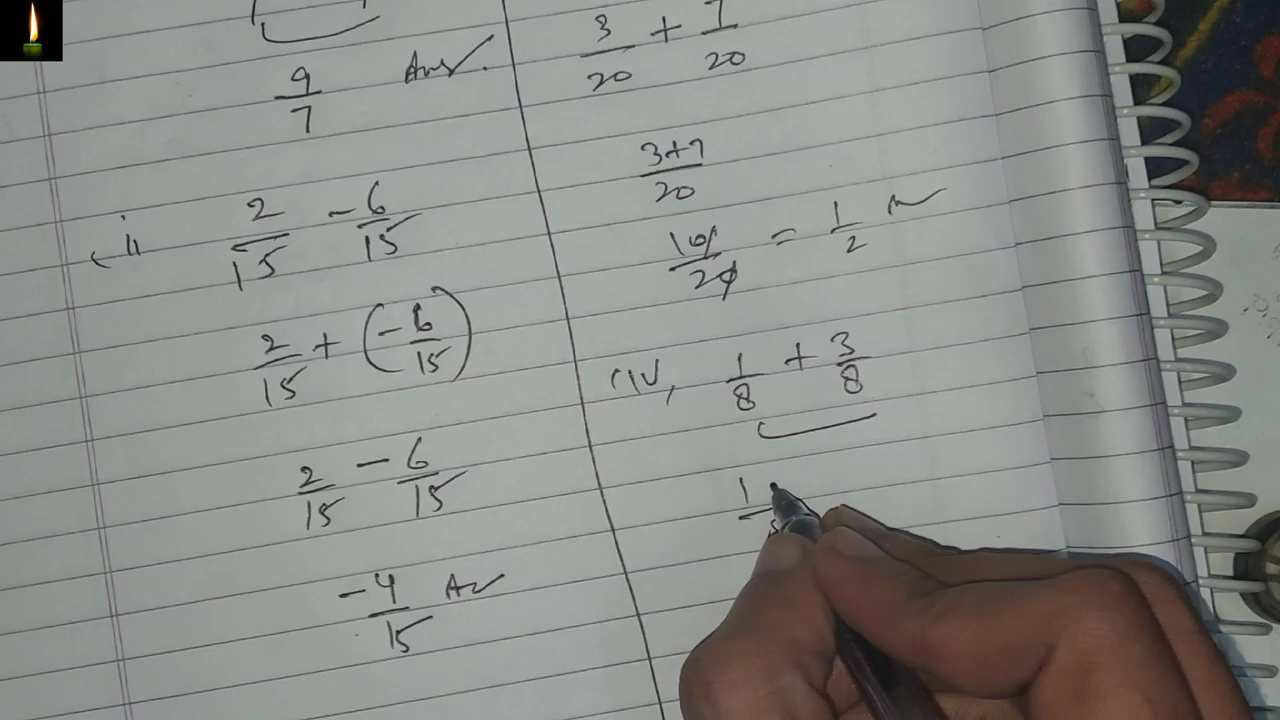 9/7 Ans.
(ii 2/15 -6/15
2/15 + (-6/15)
2/15 - 6/15
-4/15
3/20 + 7/20
3+7/20
10/20 = 1/2
(iv, 1/8 + 3/8
1